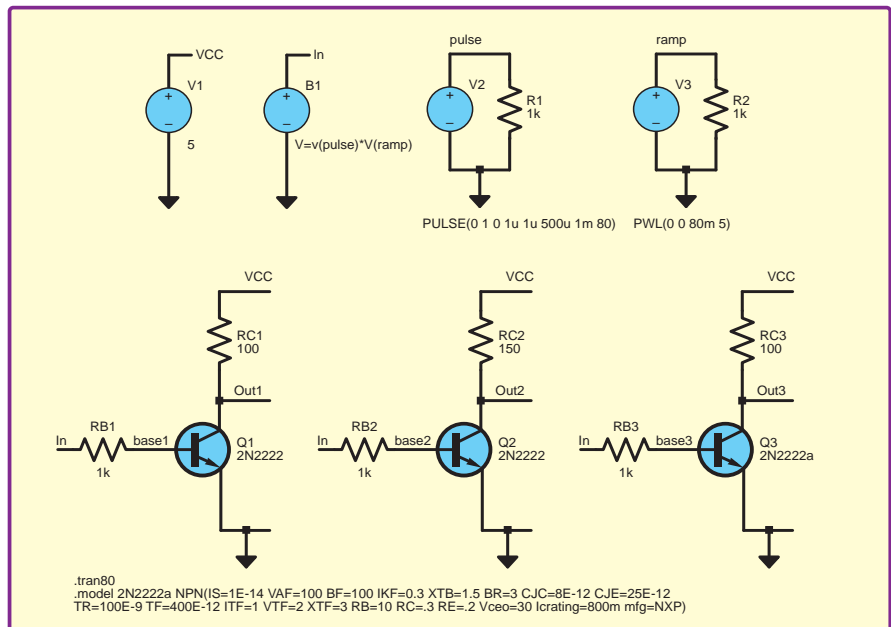 VCC
V1
+
–
5
In
B1
+
–
V=v(pulse)*V(ramp)
pulse
V2
+
–
R1
1k
PULSE(0 1 0 1u 1u 500u 1m 80)
ramp
V3
+
–
R2
1k
PWL(0 0 80m 5)
VCC
RC1
100
Out1
In
RB1
1k
base1
Q1
2N2222
VCC
RC2
150
Out2
In
RB2
1k
base2
Q2
2N2222
VCC
RC3
100
Out3
In
RB3
1k
base3
Q3
2N2222a
.tran80
.model 2N2222a NPN(IS=1E-14 VAF=100 BF=100 IKF=0.3 XTB=1.5 BR=3 CJC=8E-12 CJE=25E-12
TR=100E-9 TF=400E-12 ITF=1 VTF=2 XTF=3 RB=10 RC=.3 RE=.2 Vceo=30 Icrating=800m mfg=NXP)